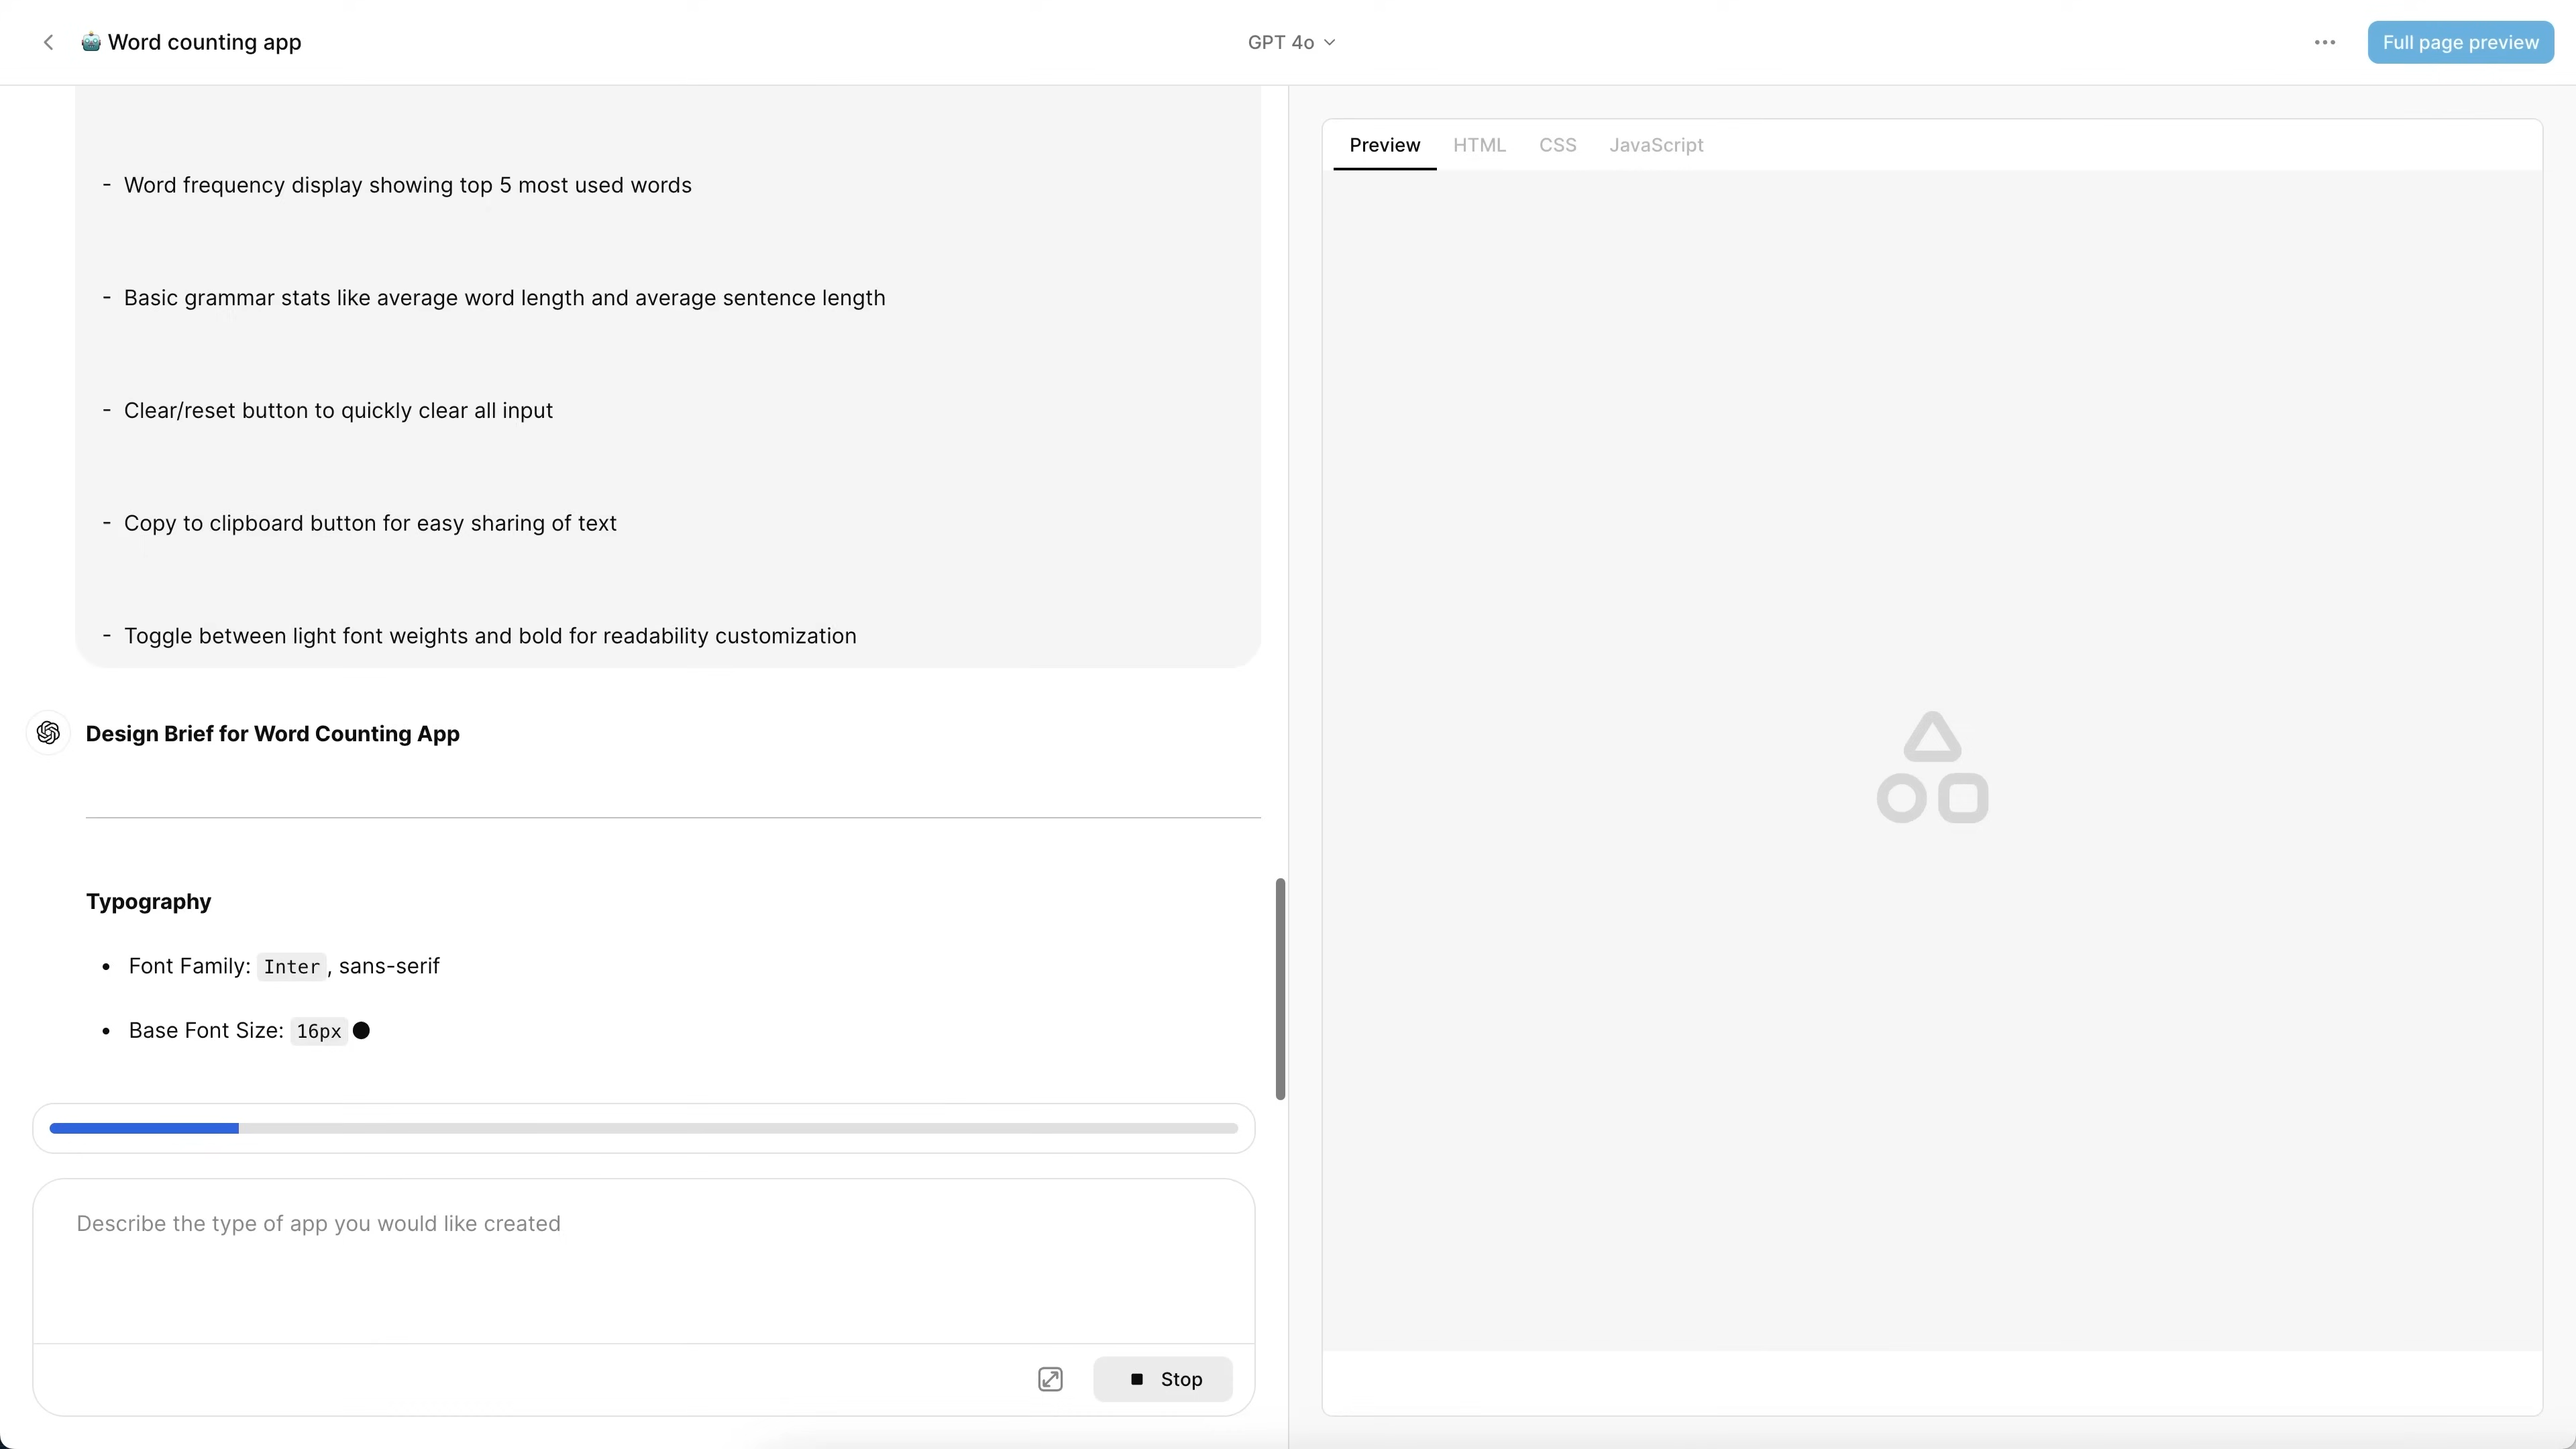 Word counting app
GPT 4o
Full page preview
- Word frequency display showing top 5 most used words
- Basic grammar stats like average word length and average sentence length
- Clear/reset button to quickly clear all input
- Copy to clipboard button for easy sharing of text
- Toggle between light font weights and bold for readability customization
Design Brief for Word Counting App
Typography
• Font Family: Inter, sans-serif
• Base Font Size: 16px
Describe the type of app you would like created
Stop
Preview HTML CSS JavaScript